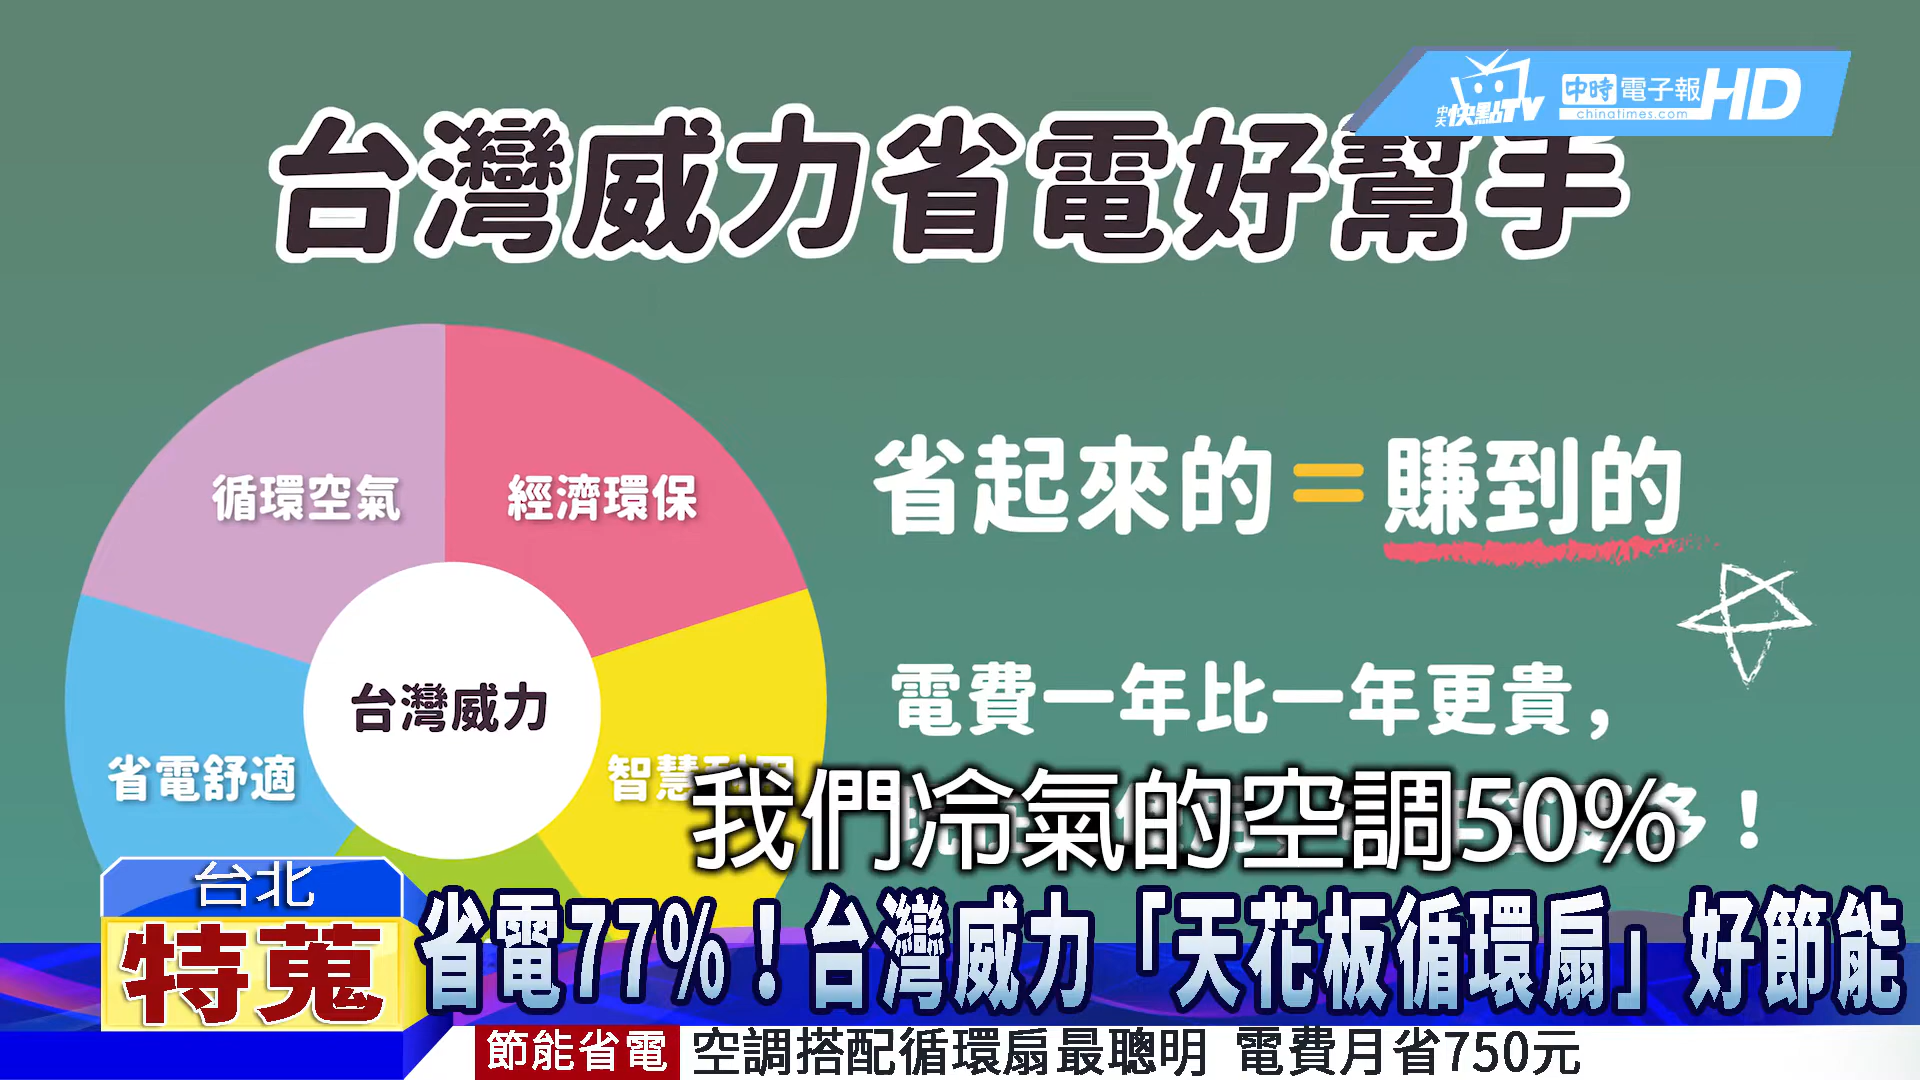 中天快點TV 中時電子報HD
chinatimes.com
台灣威力省電好幫手
循環空氣
經濟環保
省起來的=賺到的
台灣威力
電費一年比一年更貴，
省電舒適
智慧
我們冷氣的空調50%
多！
台北
特蒐
省電77%！台灣威力「天花板循環扇」好節能
節能省電
空調搭配循環扇最聰明 電費月省750元